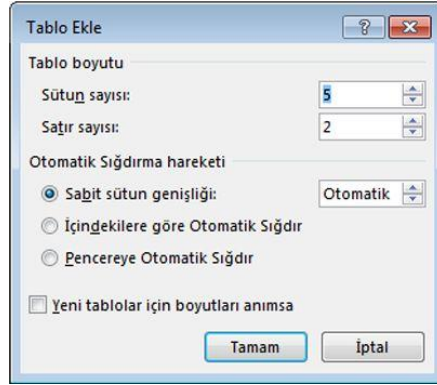 Tablo Ekle
Tablo boyutu
Sütun sayısı: 5
Satır sayısı: 2
Otomatik Sığdırma hareketi
Sabit sütun genişliği: Otomatik
İçindekilere göre Otomatik Sığdır
Pencereye Otomatik Sığdır
Yeni tablolar için boyutları anımsa
Tamam İptal